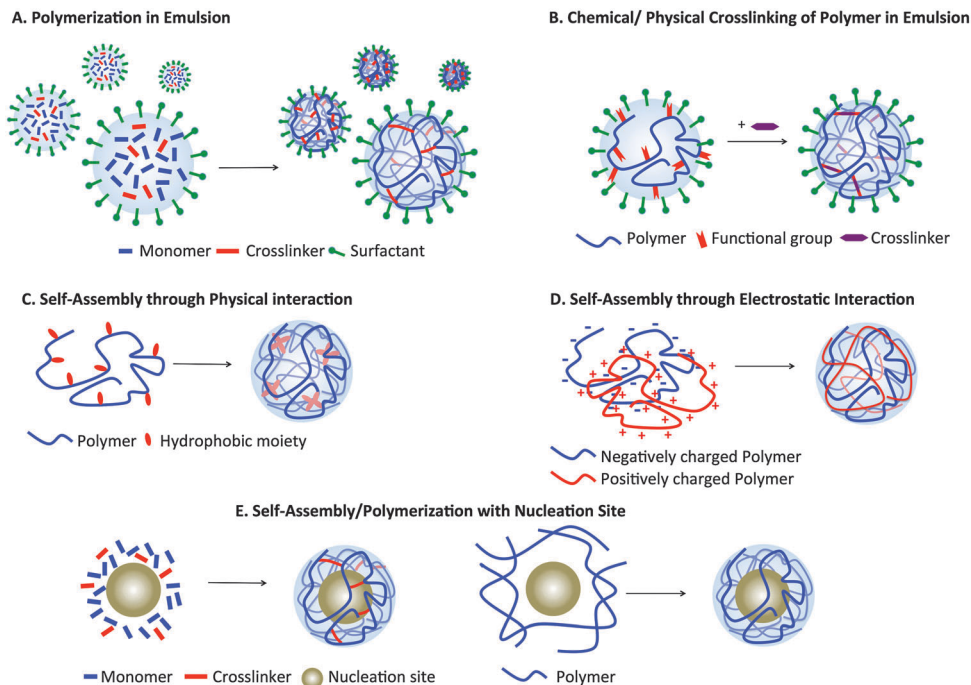 A. Polymerization in Emulsion
B. Chemical/ Physical Crosslinking of Polymer in Emulsion
+
Monomer Crosslinker Surfactant
Polymer Functional group Crosslinker
C. Self-Assembly through Physical interaction
D. Self-Assembly through Electrostatic Interaction
Polymer Hydrophobic moiety
Negatively charged Polymer
Positively charged Polymer
E. Self-Assembly/Polymerization with Nucleation Site
Monomer Crosslinker Nucleation site Polymer